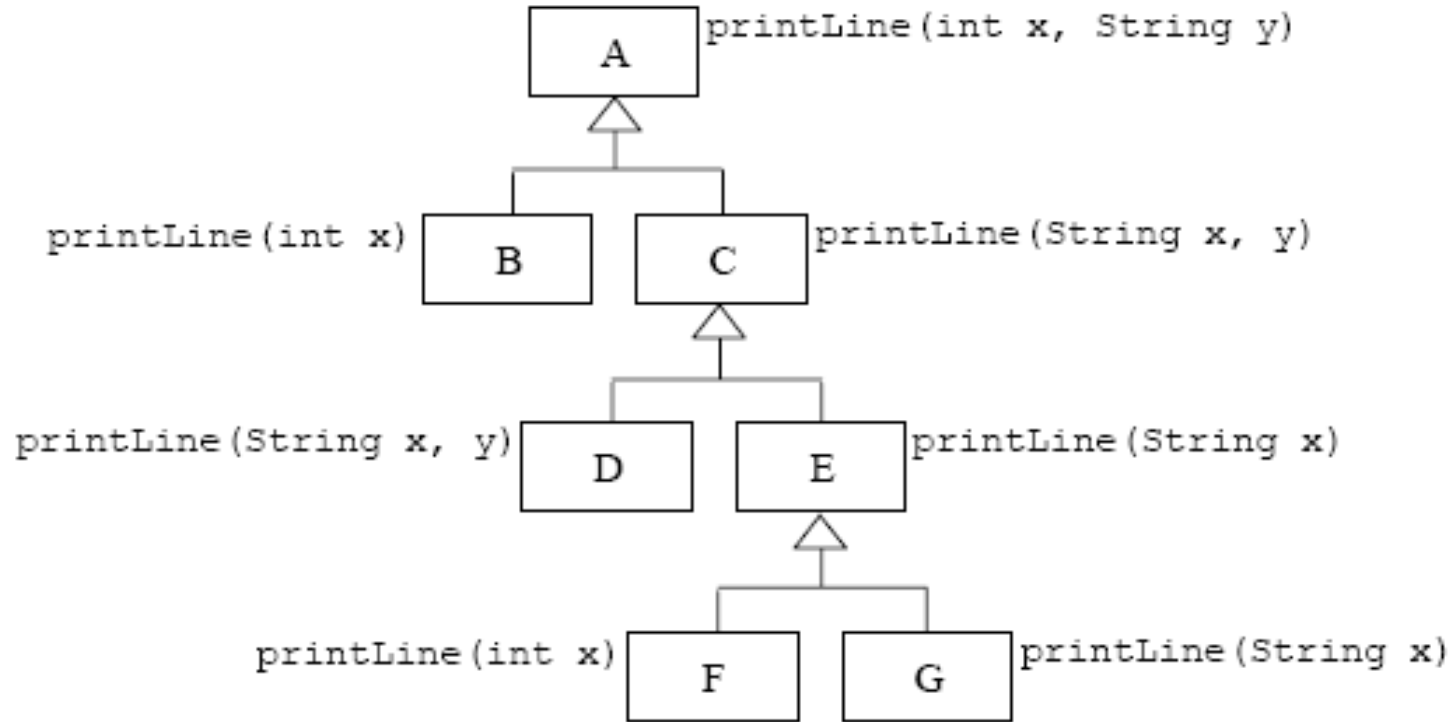 printLine(int x, String y)
A
printLine(int x)
B
C
printLine(String x, y)
printLine(String x, y)
D
E
printLine(String x)
printLine(int x)
F
G
printLine(String x)